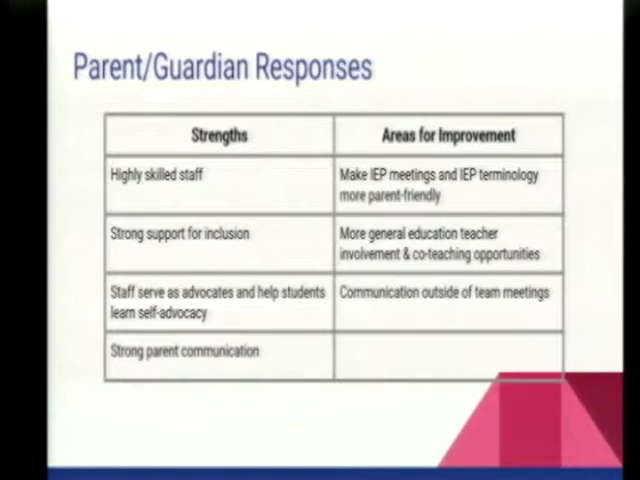 Parent/Guardian Responses
Strengths
Areas for Improvement
Highly skilled staff
Make IEP meetings and IEP terminology
more parent-friendly
Strong support for inclusion
More general education teacher
involvement & co-teaching opportunities
Staff serve as advocates and help students
learn self-advocacy
Communication outside of team meetings
Strong parent communication